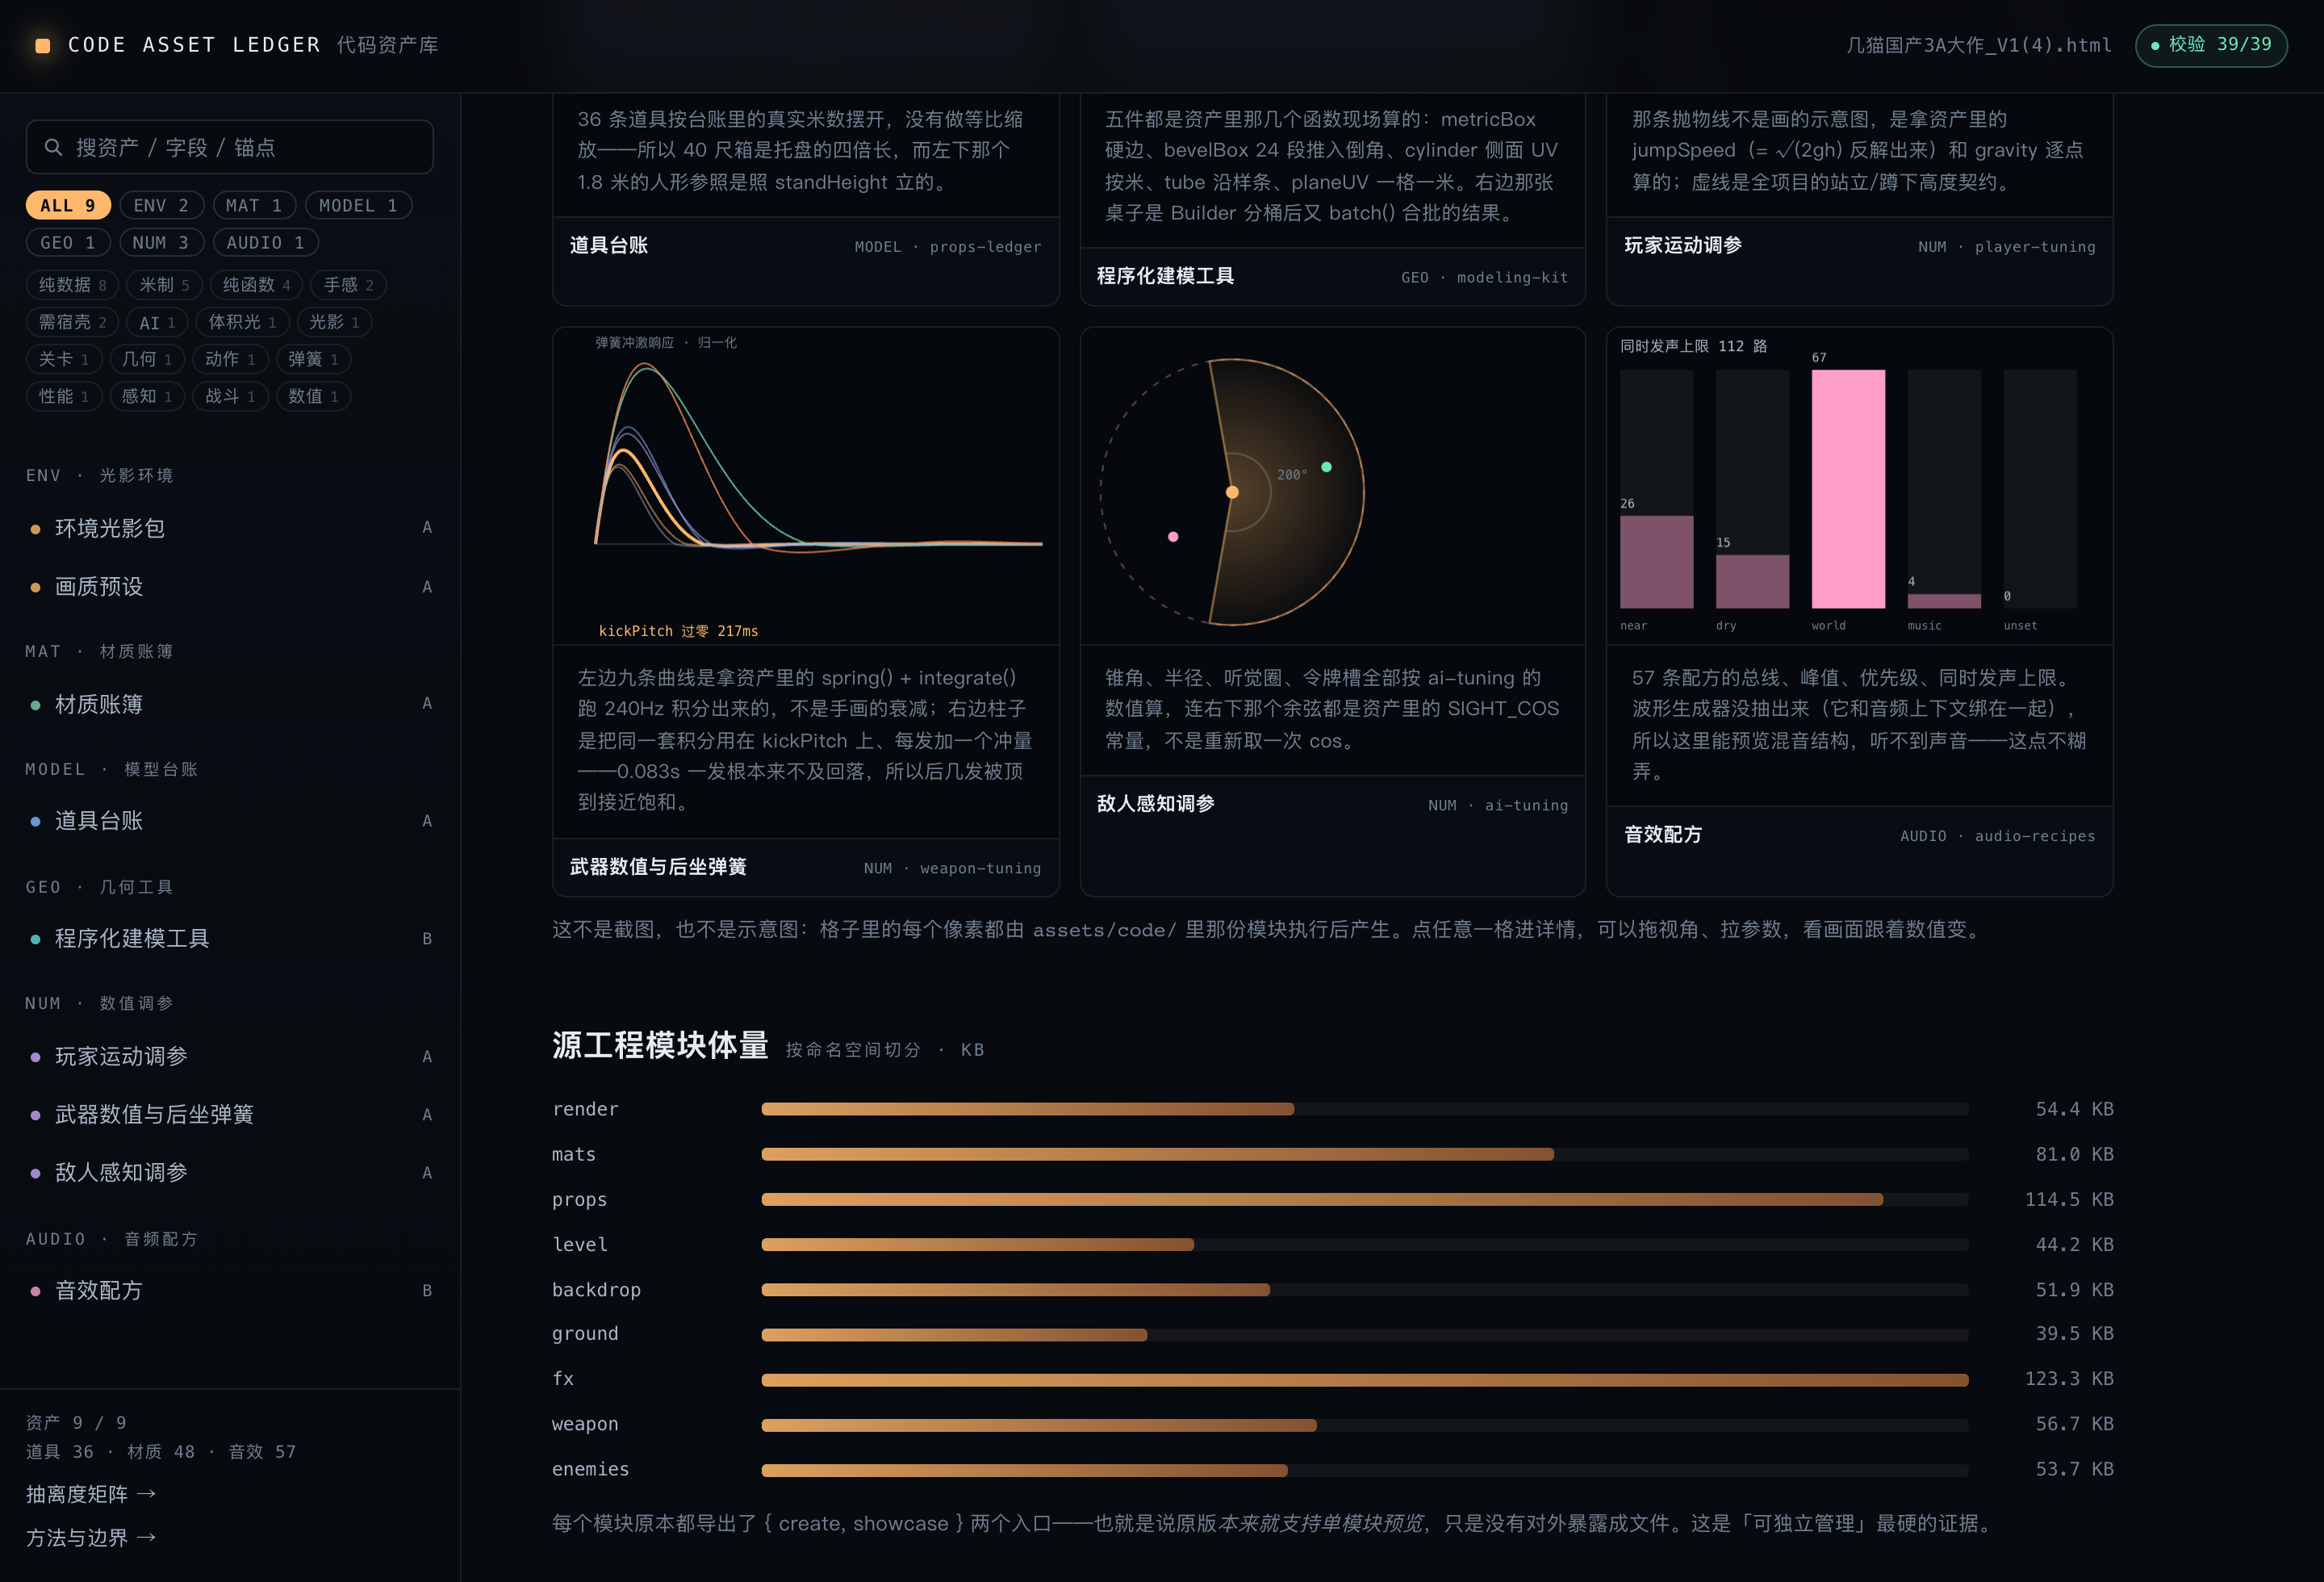 CODE ASSET LEDGER 代码资产库
几猫国产3A大作_V1(4).html
校验 39/39
搜资产 / 字段 / 锚点
ALL 9
ENV 2
MAT 1
MODEL 1
GEO 1
NUM 3
AUDIO 1
纯数据 8
米制 5
纯函数 4
手感 2
需宿壳 2
AI 1
体积光 1
光影 1
关卡 1
几何 1
动作 1
弹簧 1
性能 1
感知 1
战斗 1
数值 1
ENV · 光影环境
环境光影包 A
画质预设 A
MAT · 材质账簿
材质账簿 A
MODEL · 模型台账
道具台账 A
GEO · 几何工具
程序化建模工具 B
NUM · 数值调参
玩家运动调参 A
武器数值与后坐弹簧 A
敌人感知调参 A
AUDIO · 音频配方
音效配方 B
资产 9 / 9
道具 36 · 材质 48 · 音效 57
抽离度矩阵 →
方法与边界 →
36 条道具按台账里的真实米数摆开，没有做等比缩
放——所以 40 尺箱是托盘的四倍长，而左下那个
1.8 米的人形参照是照 standHeight 立的。
道具台账
MODEL · props-ledger
五件都是资产里那几个函数现场算的：metricBox
硬边、bevelBox 24 段推入倒角、cylinder 侧面 UV
按米、tube 沿样条、planeUV 一格一米。右边那张
桌子是 Builder 分桶后又 batch() 合批的结果。
程序化建模工具
GEO · modeling-kit
那条抛物线不是画的示意图，是拿资产里的
jumpSpeed（= √(2gh) 反解出来）和 gravity 逐点
算的；虚线是全项目的站立/蹲下高度契约。
玩家运动调参
NUM · player-tuning
弹簧冲激响应 · 归一化
kickPitch 过零 217ms
左边九条曲线是拿资产里的 spring() + integrate()
跑 240Hz 积分出来的，不是手画的衰减；右边柱子
是把同一套积分用在 kickPitch 上、每发加一个冲量
——0.083s 一发根本来不及回落，所以后几发被顶
到接近饱和。
武器数值与后坐弹簧
NUM · weapon-tuning
200°
锥角、半径、听觉圈、令牌槽全部按 ai-tuning 的
数值算，连右下那个余弦都是资产里的 SIGHT_COS
常量，不是重新取一次 cos。
敌人感知调参
NUM · ai-tuning
同时发声上限 112 路
67
26
15
4
0
near
dry
world
music
unset
57 条配方的总线、峰值、优先级、同时发声上限。
波形生成器没抽出来（它和音频上下文绑在一起），
所以这里能预览混音结构，听不到声音——这点不糊
弄。
音效配方
AUDIO · audio-recipes
这不是截图，也不是示意图：格子里的每个像素都由 assets/code/ 里那份模块执行后产生。点任意一格进详情，可以拖视角、拉参数，看画面跟着数值变。
源工程模块体量 按命名空间切分 · KB
render 54.4 KB
mats 81.0 KB
props 114.5 KB
level 44.2 KB
backdrop 51.9 KB
ground 39.5 KB
fx 123.3 KB
weapon 56.7 KB
enemies 53.7 KB
每个模块原本都导出了 { create, showcase } 两个入口——也就是说原版本来就支持单模块预览，只是没有对外暴露成文件。这是「可独立管理」最硬的证据。